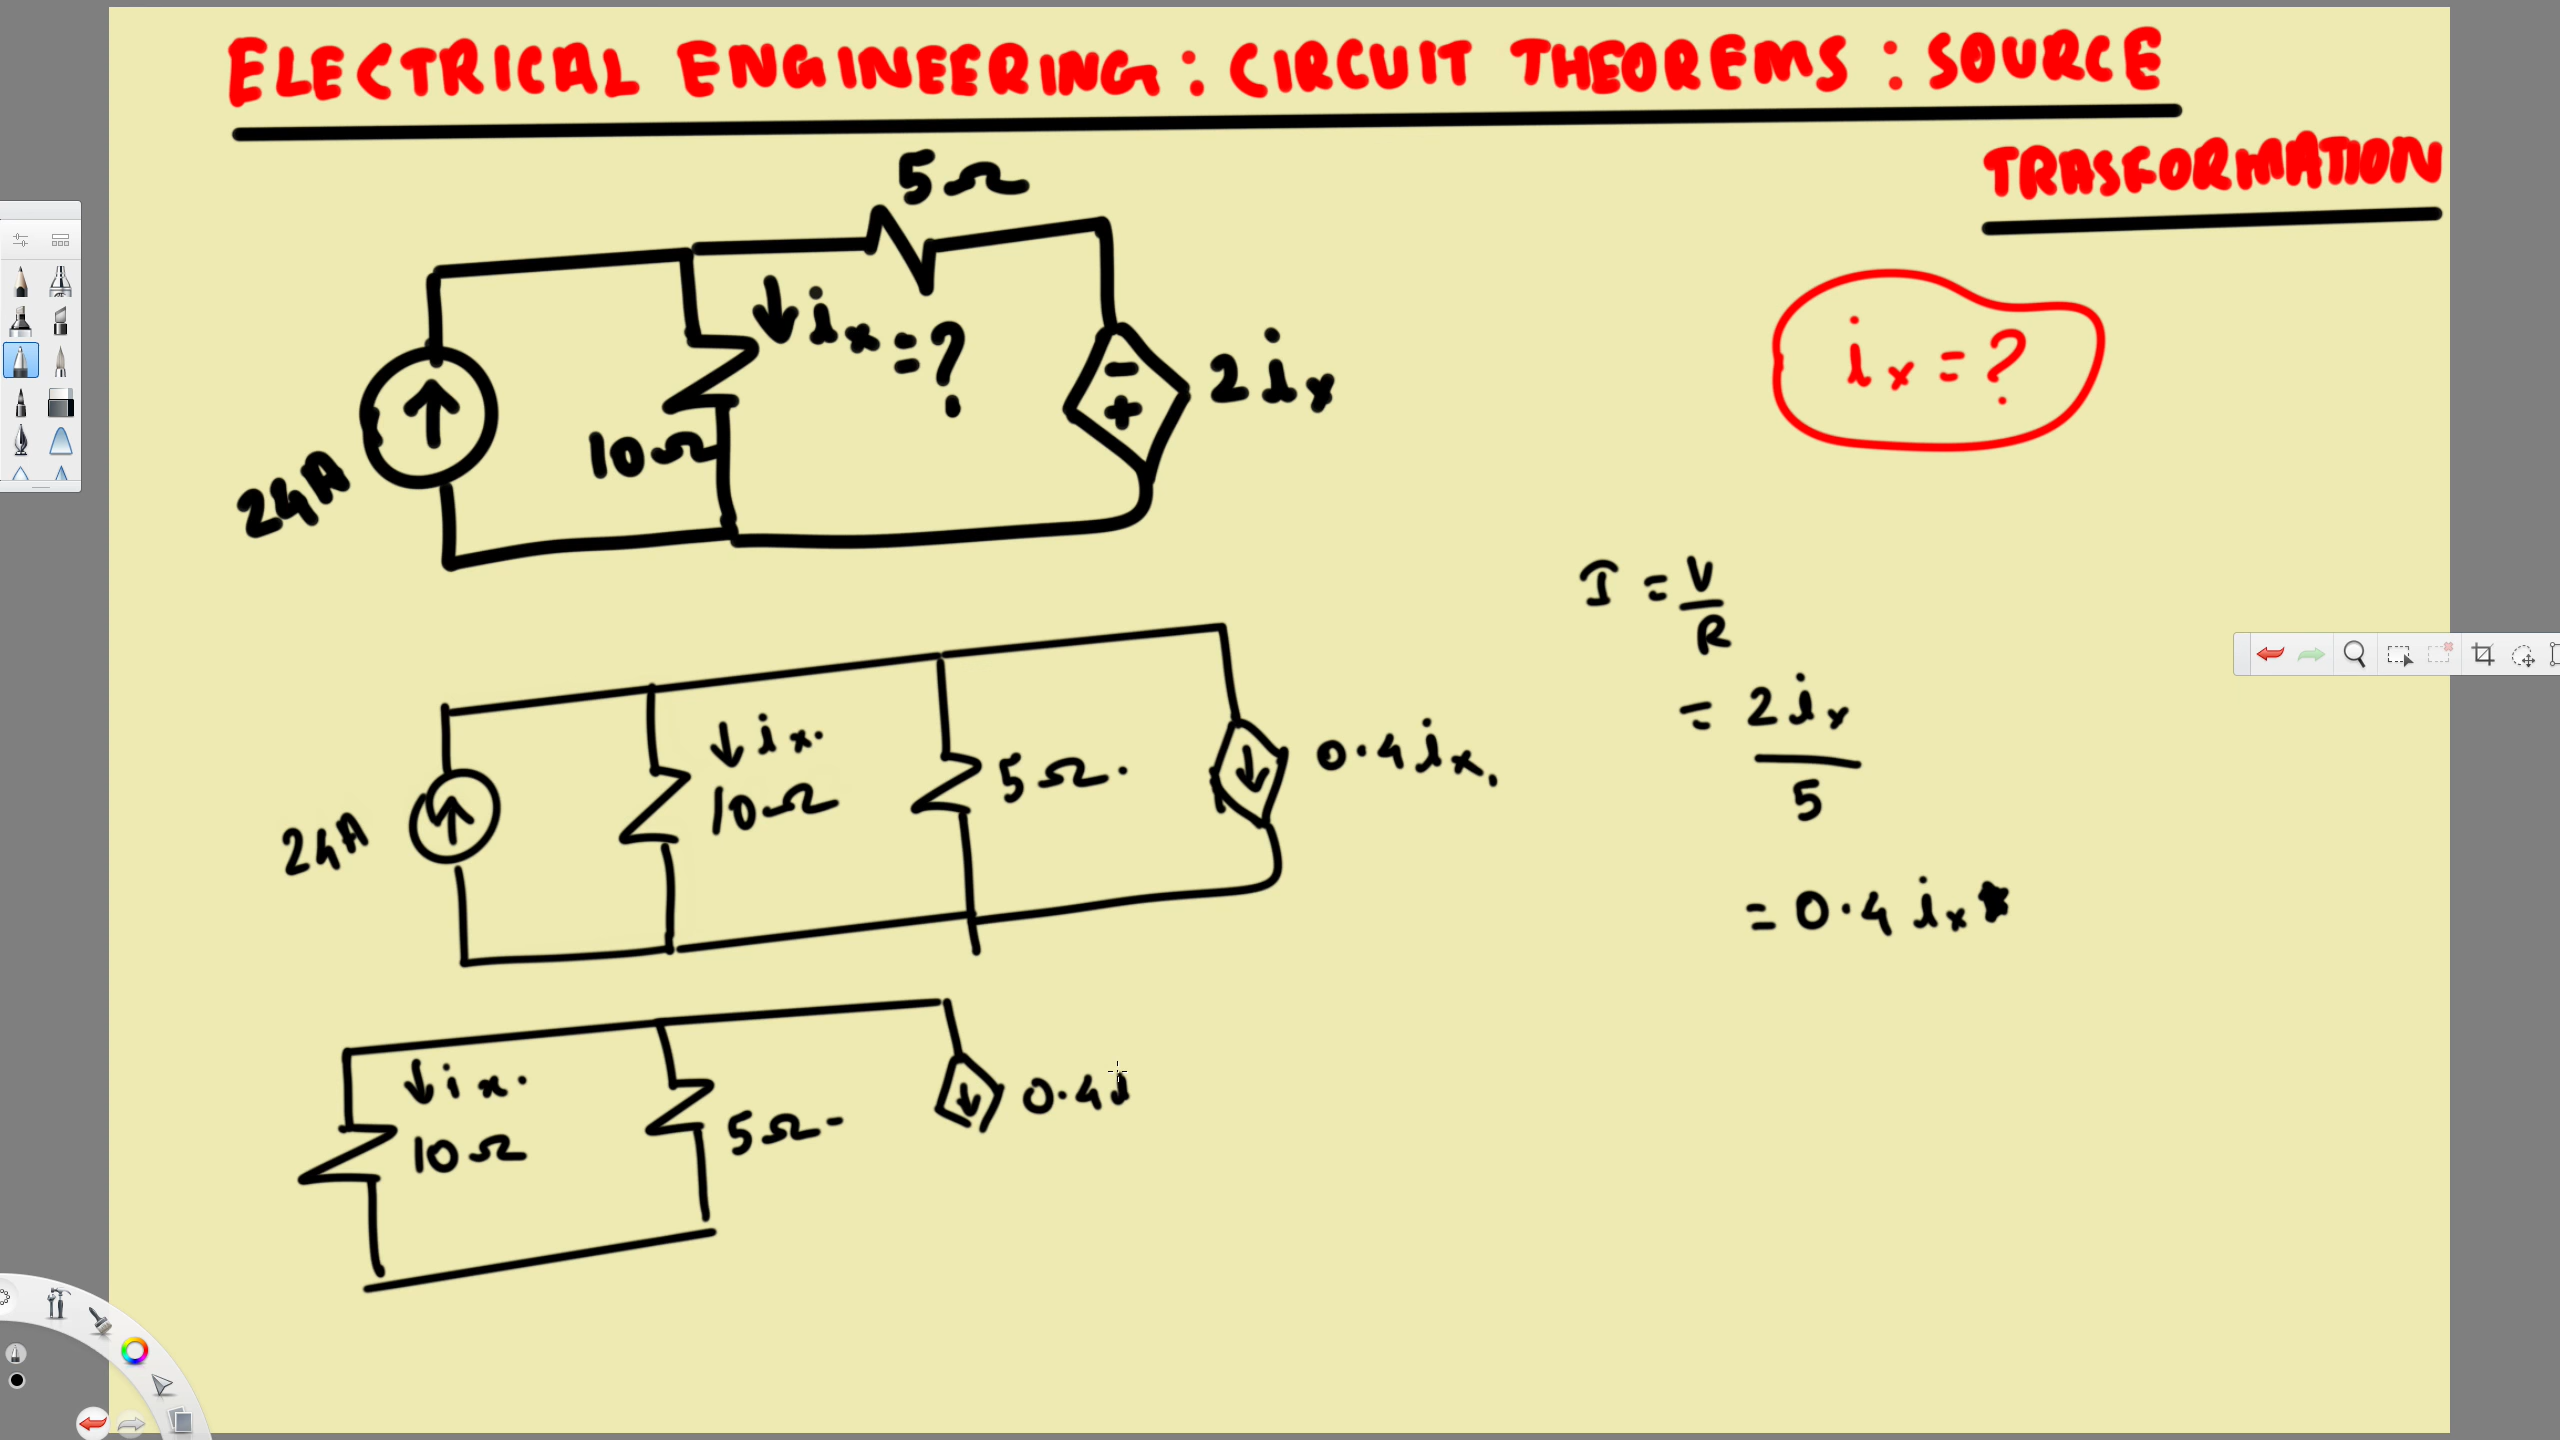 ELECTRICAL ENGINEERING : CIRCUIT THEOREMS : SOURCE
TRASFORMATION
5Ω
↓ix=?
ix=?
2ix
10Ω
24A
I = V/R
= 2ix/5
= 0.4 ix
↓ix.
10Ω
5Ω.
0.4ix.
24A
↓ix.
10Ω
5Ω-
0.4i